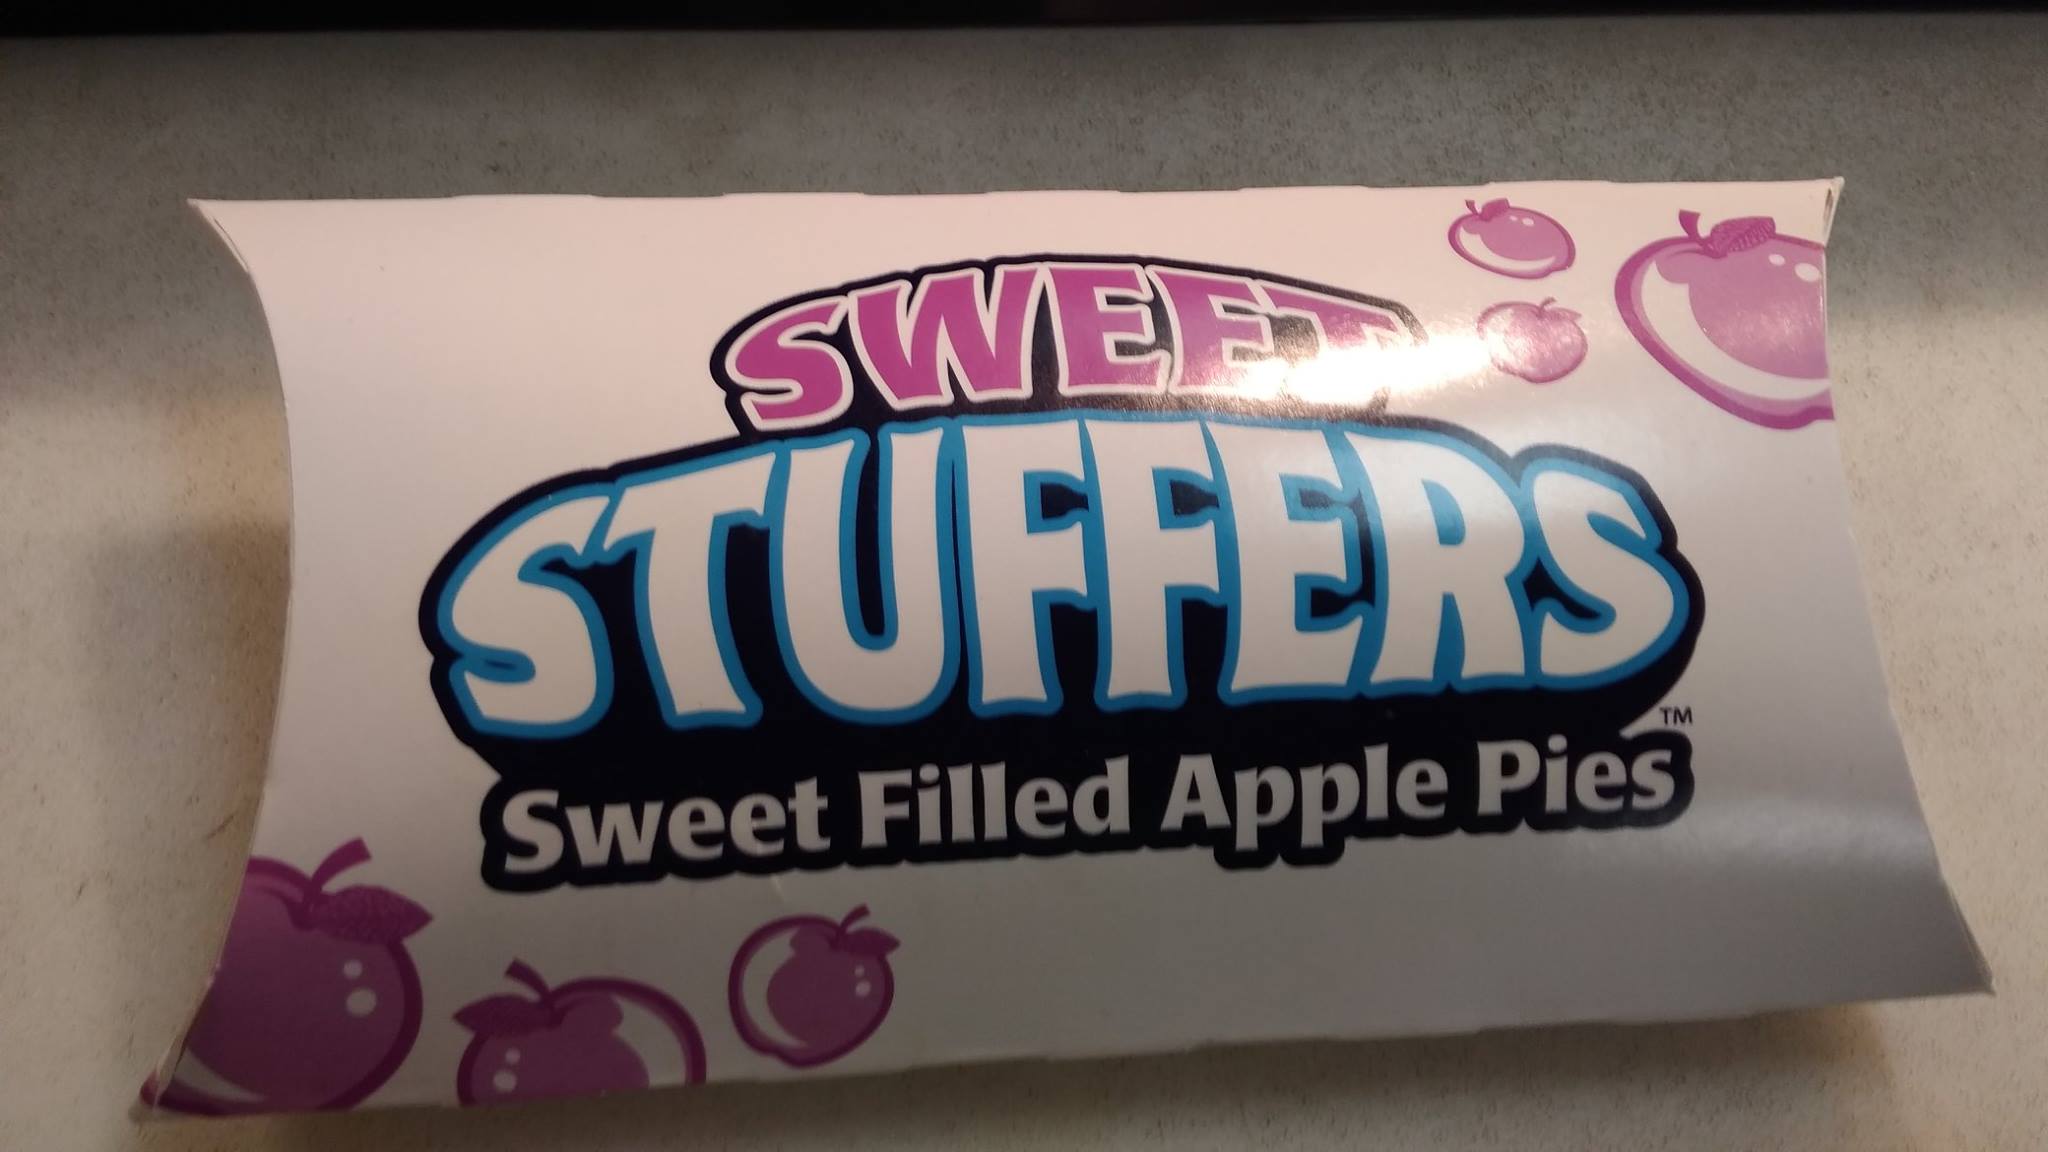 SWEET
STUFFERS
TM
Sweet Filled Apple Pies